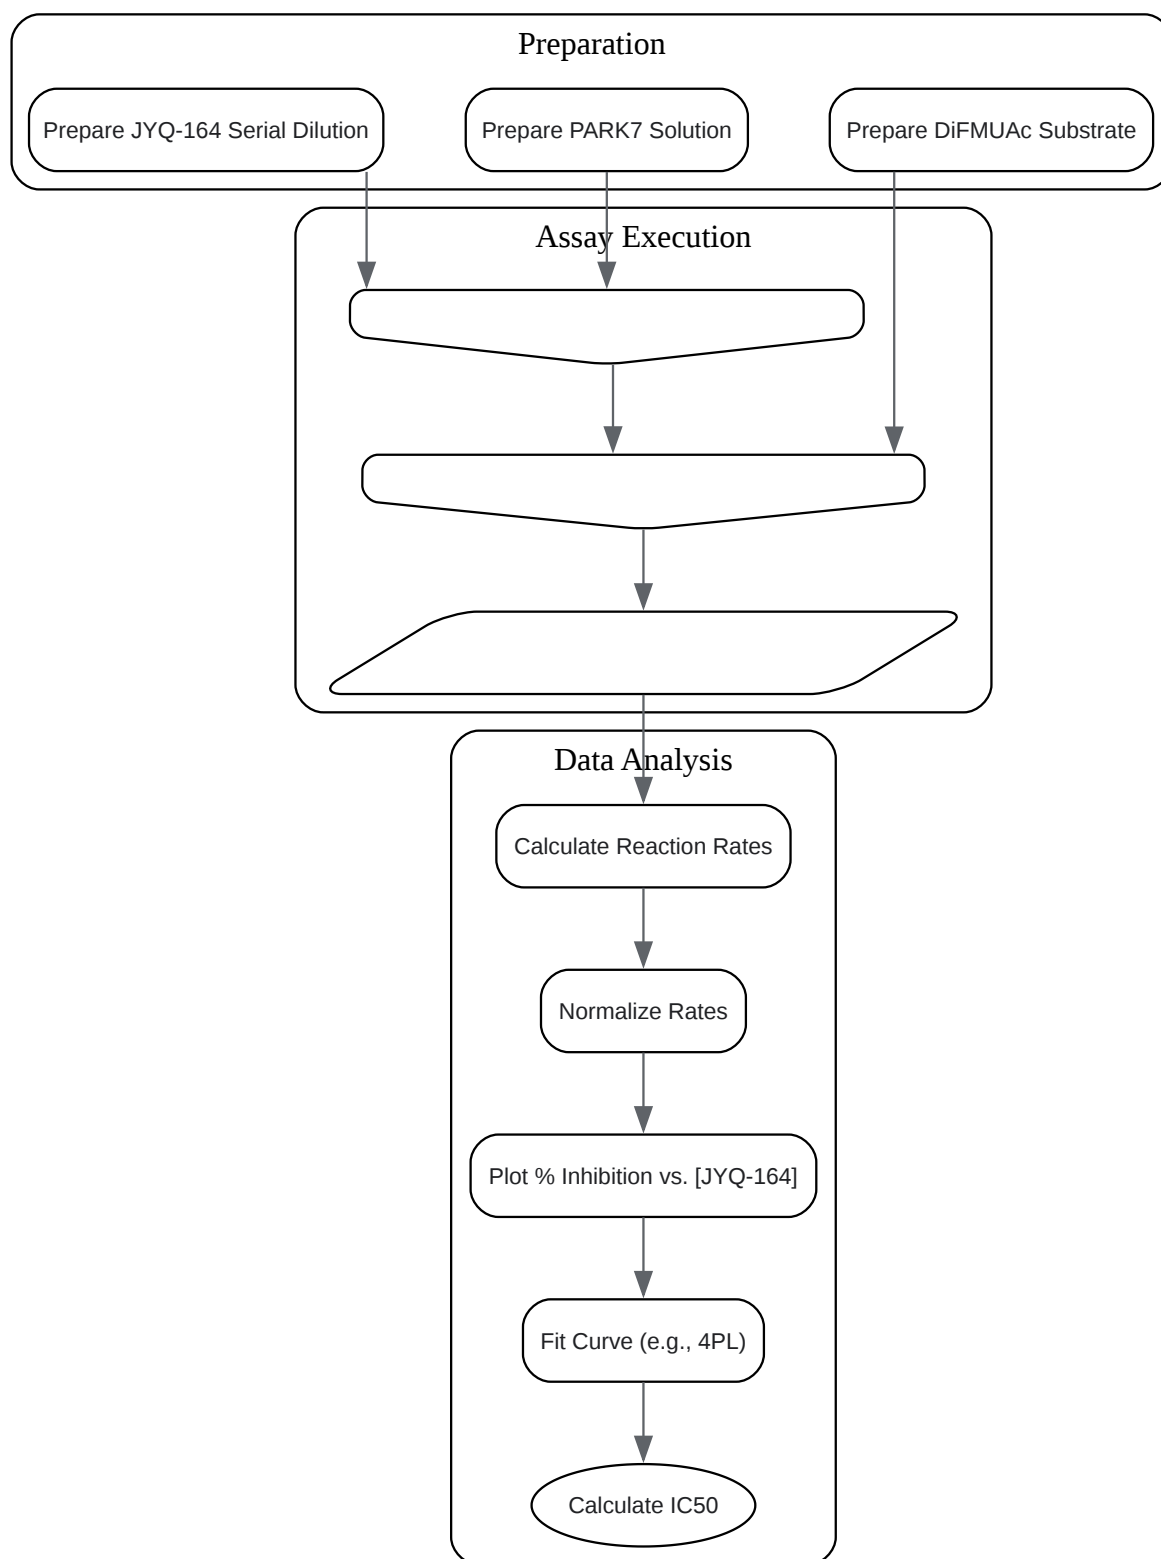 Preparation
Prepare JYQ-164 Serial Dilution
Prepare PARK7 Solution
Prepare DiFMUAc Substrate
Assay Execution
Data Analysis
Calculate Reaction Rates
Normalize Rates
Plot % Inhibition vs. [JYQ-164]
Fit Curve (e.g., 4PL)
Calculate IC50